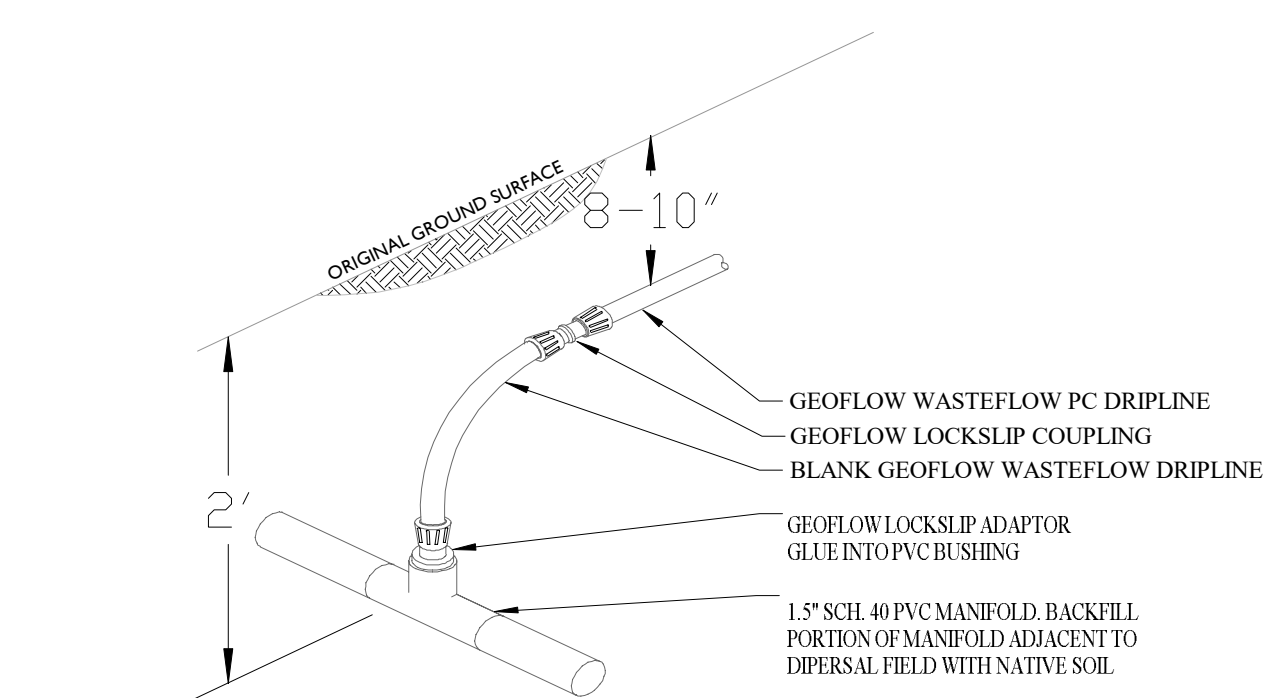 ORIGINAL GROUND SURFACE
8-10"
2'
GEOFLOW WASTEFLOW PC DRIPLINE
GEOFLOW LOCKSLIP COUPLING
BLANK GEOFLOW WASTEFLOW DRIPLINE
GEOFLOW LOCKSLIP ADAPTOR
GLUE INTO PVC BUSHING
1.5" SCH. 40 PVC MANIFOLD. BACKFILL
PORTION OF MANIFOLD ADJACENT TO
DIPERSAL FIELD WITH NATIVE SOIL